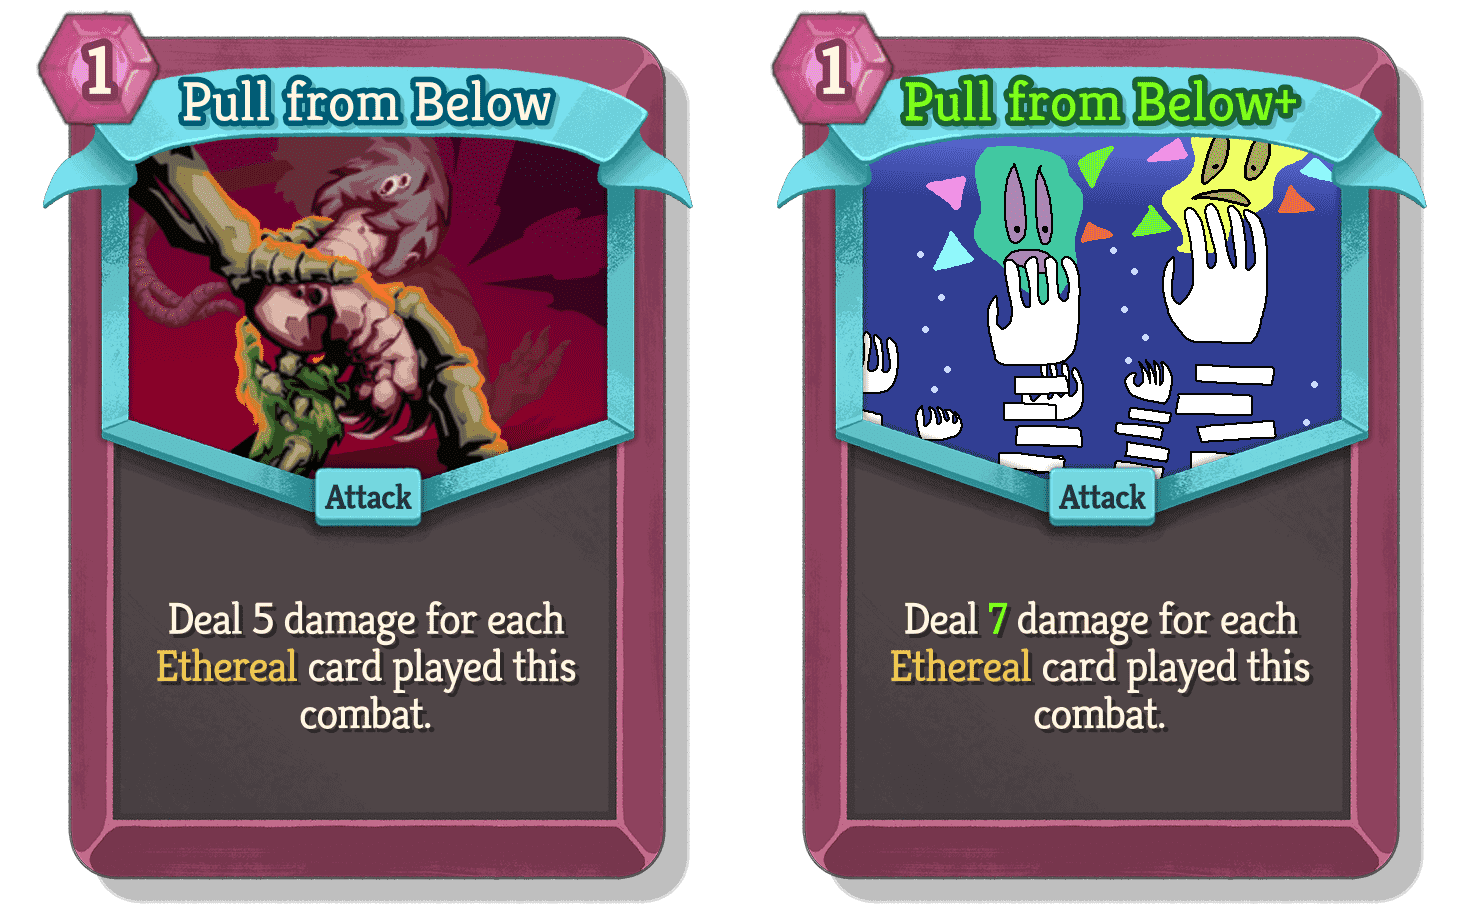 1
Pull from Below
Attack
Deal 5 damage for each
Ethereal card played this
combat.
1
Pull from Below+
Attack
Deal 7 damage for each
Ethereal card played this
combat.